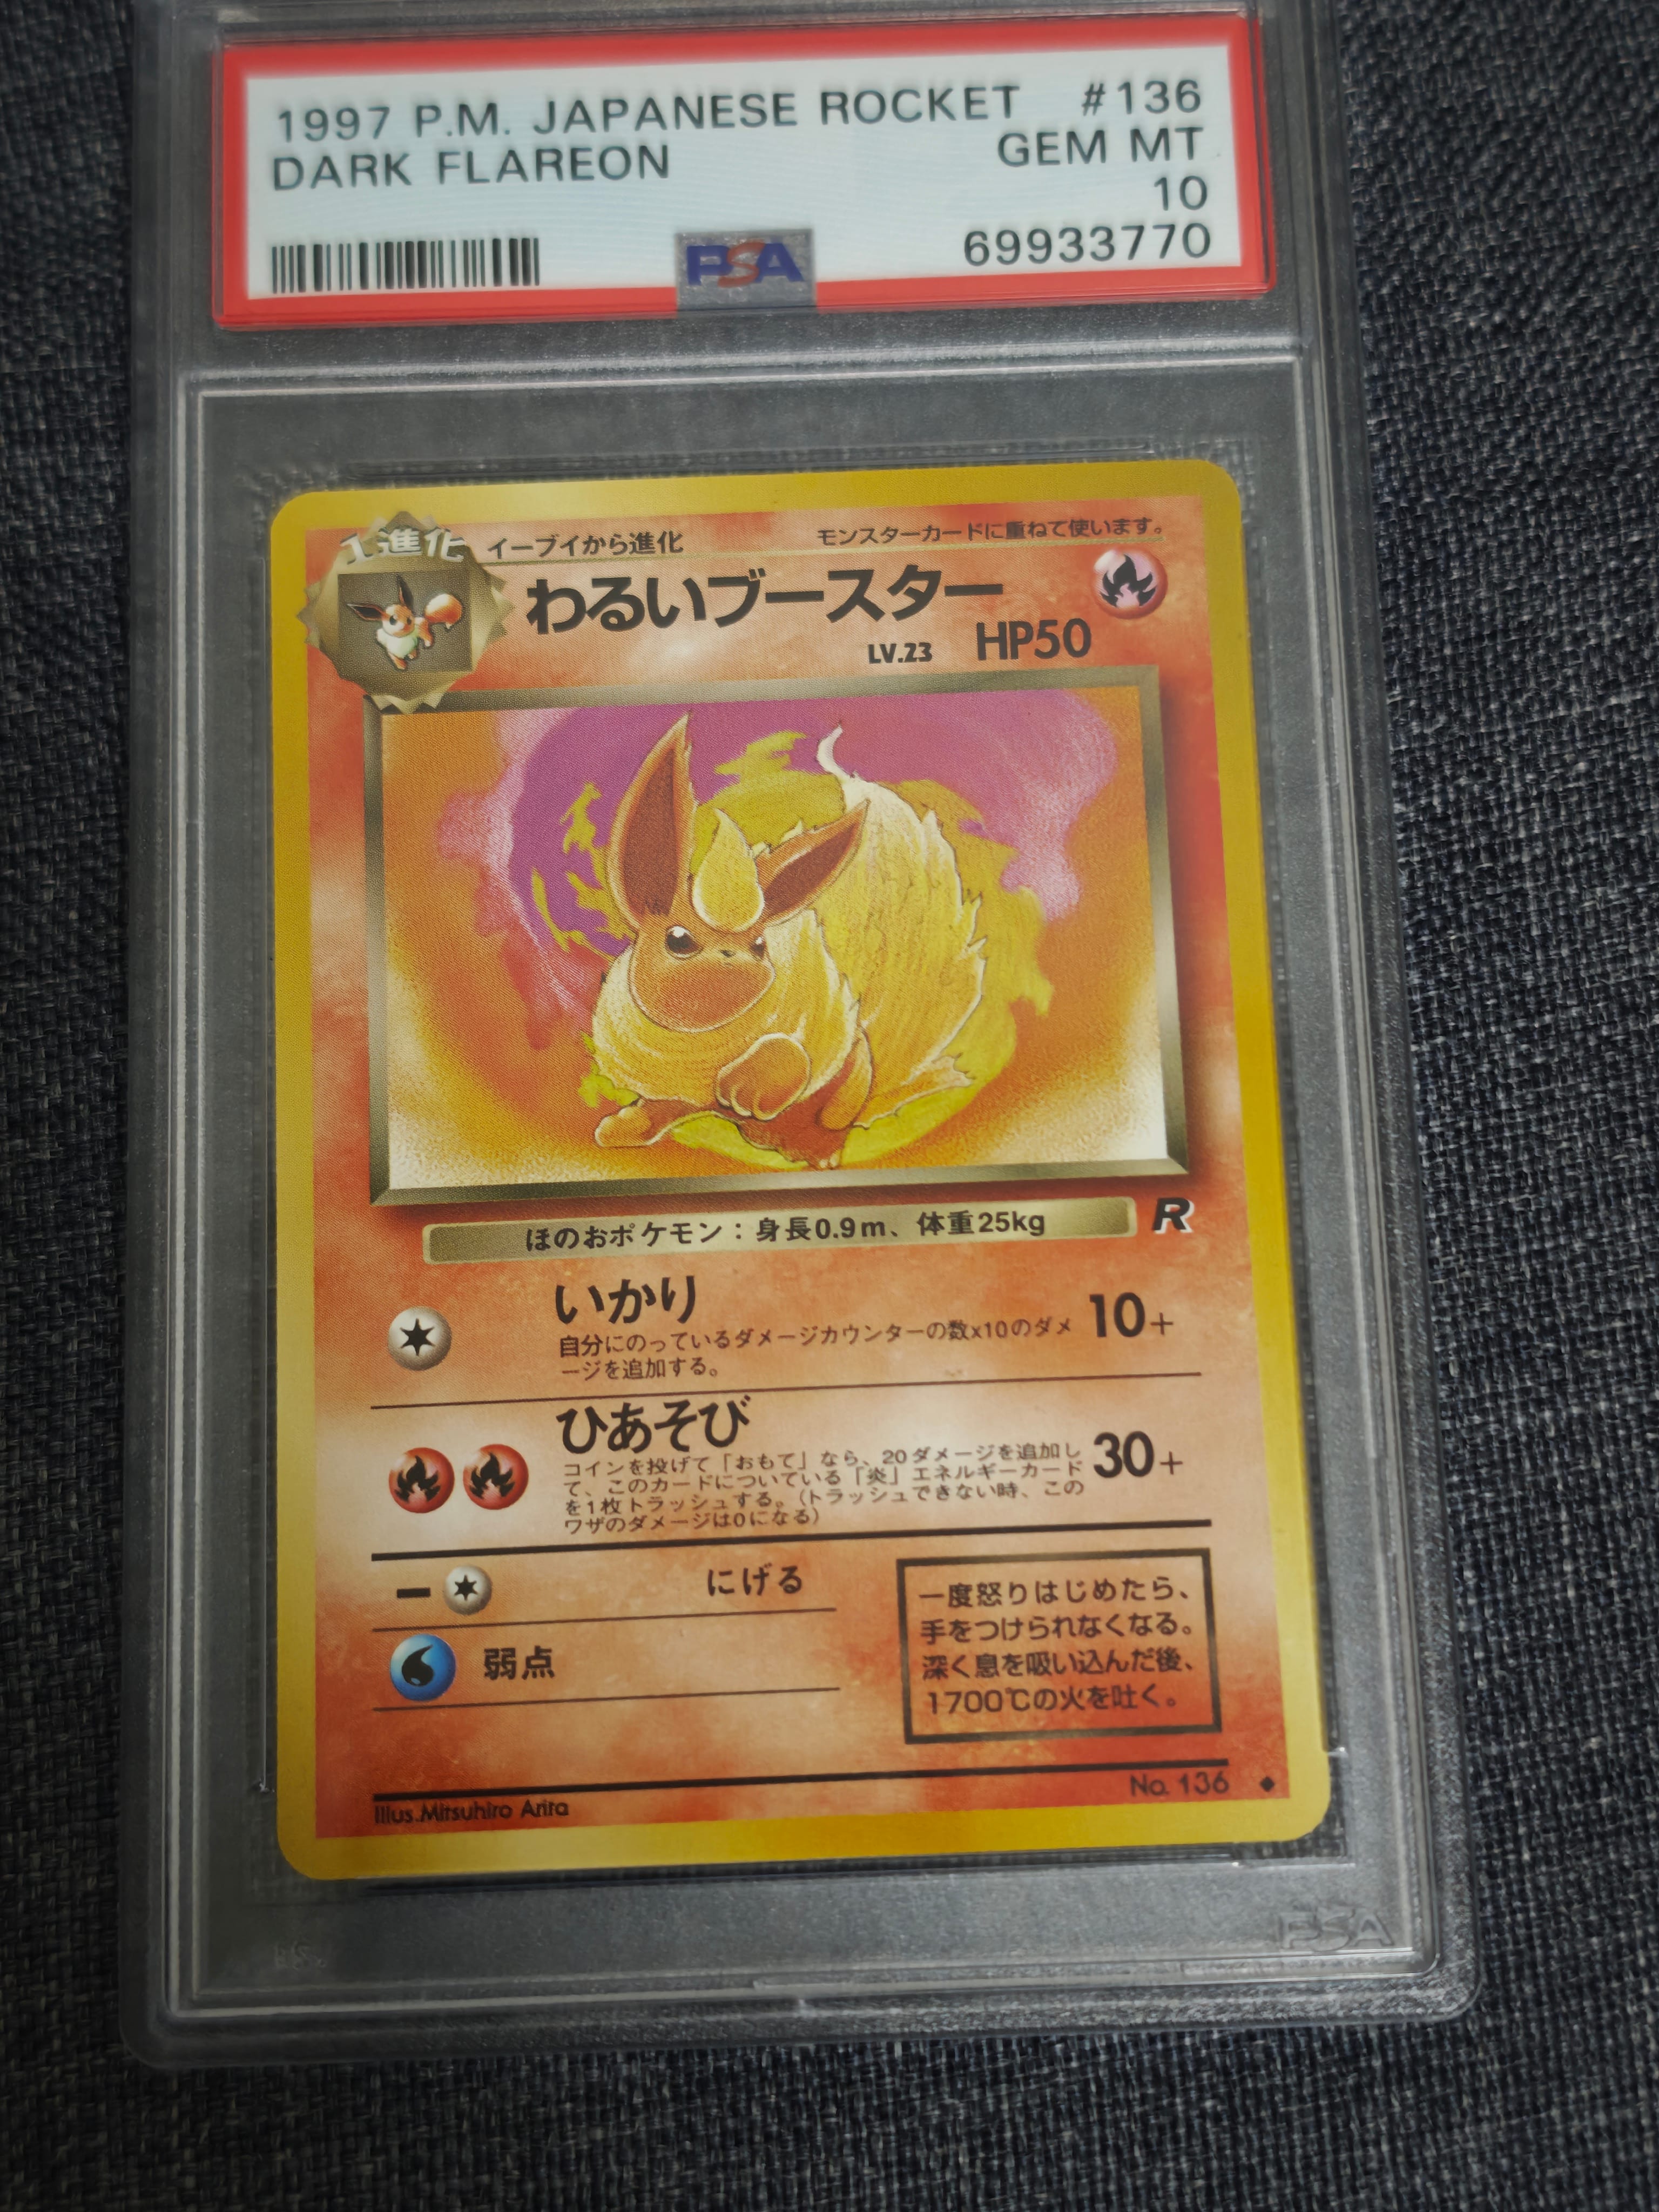 1997 P.M. JAPANESE ROCKET #136
DARK FLAREON GEM MT
10
PSA 69933770
1進化 イーブイから進化 モンスターカードに重ねて使います。
わるいブースター
LV.23 HP50
ほのおポケモン：身長0.9m、体重25kg
R
いかり 10+
自分にのっているダメージカウンターの数x10のダメ
ージを追加する。
ひあそび 30+
コインを投げて「おもて」なら、20ダメージを追加し
て、このカードについている「炎」エネルギーカード
を1枚トラッシュする。（トラッシュできない時、この
ワザのダメージは0になる）
– にげる
弱点
一度怒りはじめたら、
手をつけられなくなる。
深く息を吸い込んだ後、
1700℃の火を吐く。
Illus.Mitsuhiro Arita No. 136
PSA